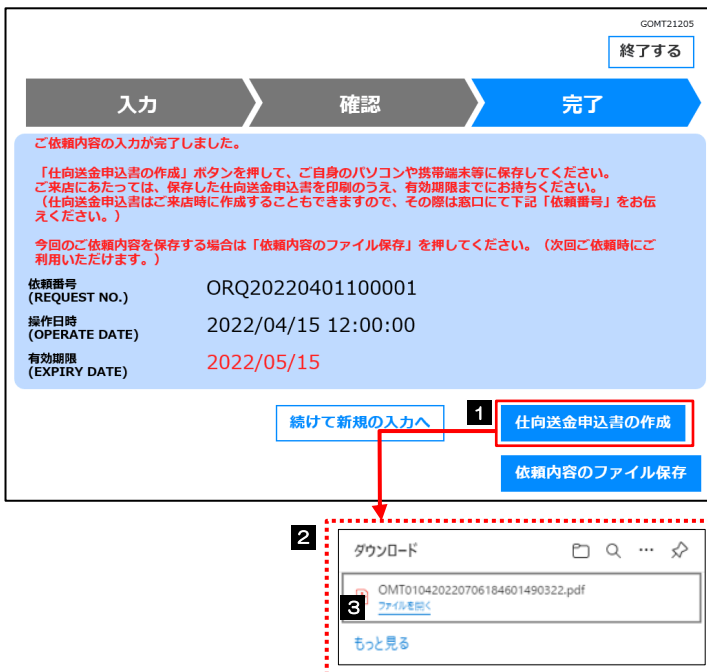 GOMT21205
終了する
入力
確認
完了
ご依頼内容の入力が完了しました。
「仕向送金申込書の作成」ボタンを押して、ご自身のパソコンや携帯端末等に保存してください。
ご来店にあたっては、保存した仕向送金申込書を印刷のうえ、有効期限までにお持ちください。
（仕向送金申込書はご来店時に作成することもできますので、その際は窓口にて下記「依頼番号」をお伝
えください。）
今回のご依頼内容を保存する場合は「依頼内容のファイル保存」を押してください。（次回ご依頼時にご
利用いただけます。）
依頼番号
(REQUEST NO.)
ORQ20220401100001
操作日時
(OPERATE DATE)
2022/04/15 12:00:00
有効期限
(EXPIRY DATE)
2022/05/15
続けて新規の入力へ
1
仕向送金申込書の作成
依頼内容のファイル保存
2
ダウンロード
OMT010420220706184601490322.pdf
3
ファイルを開く
もっと見る